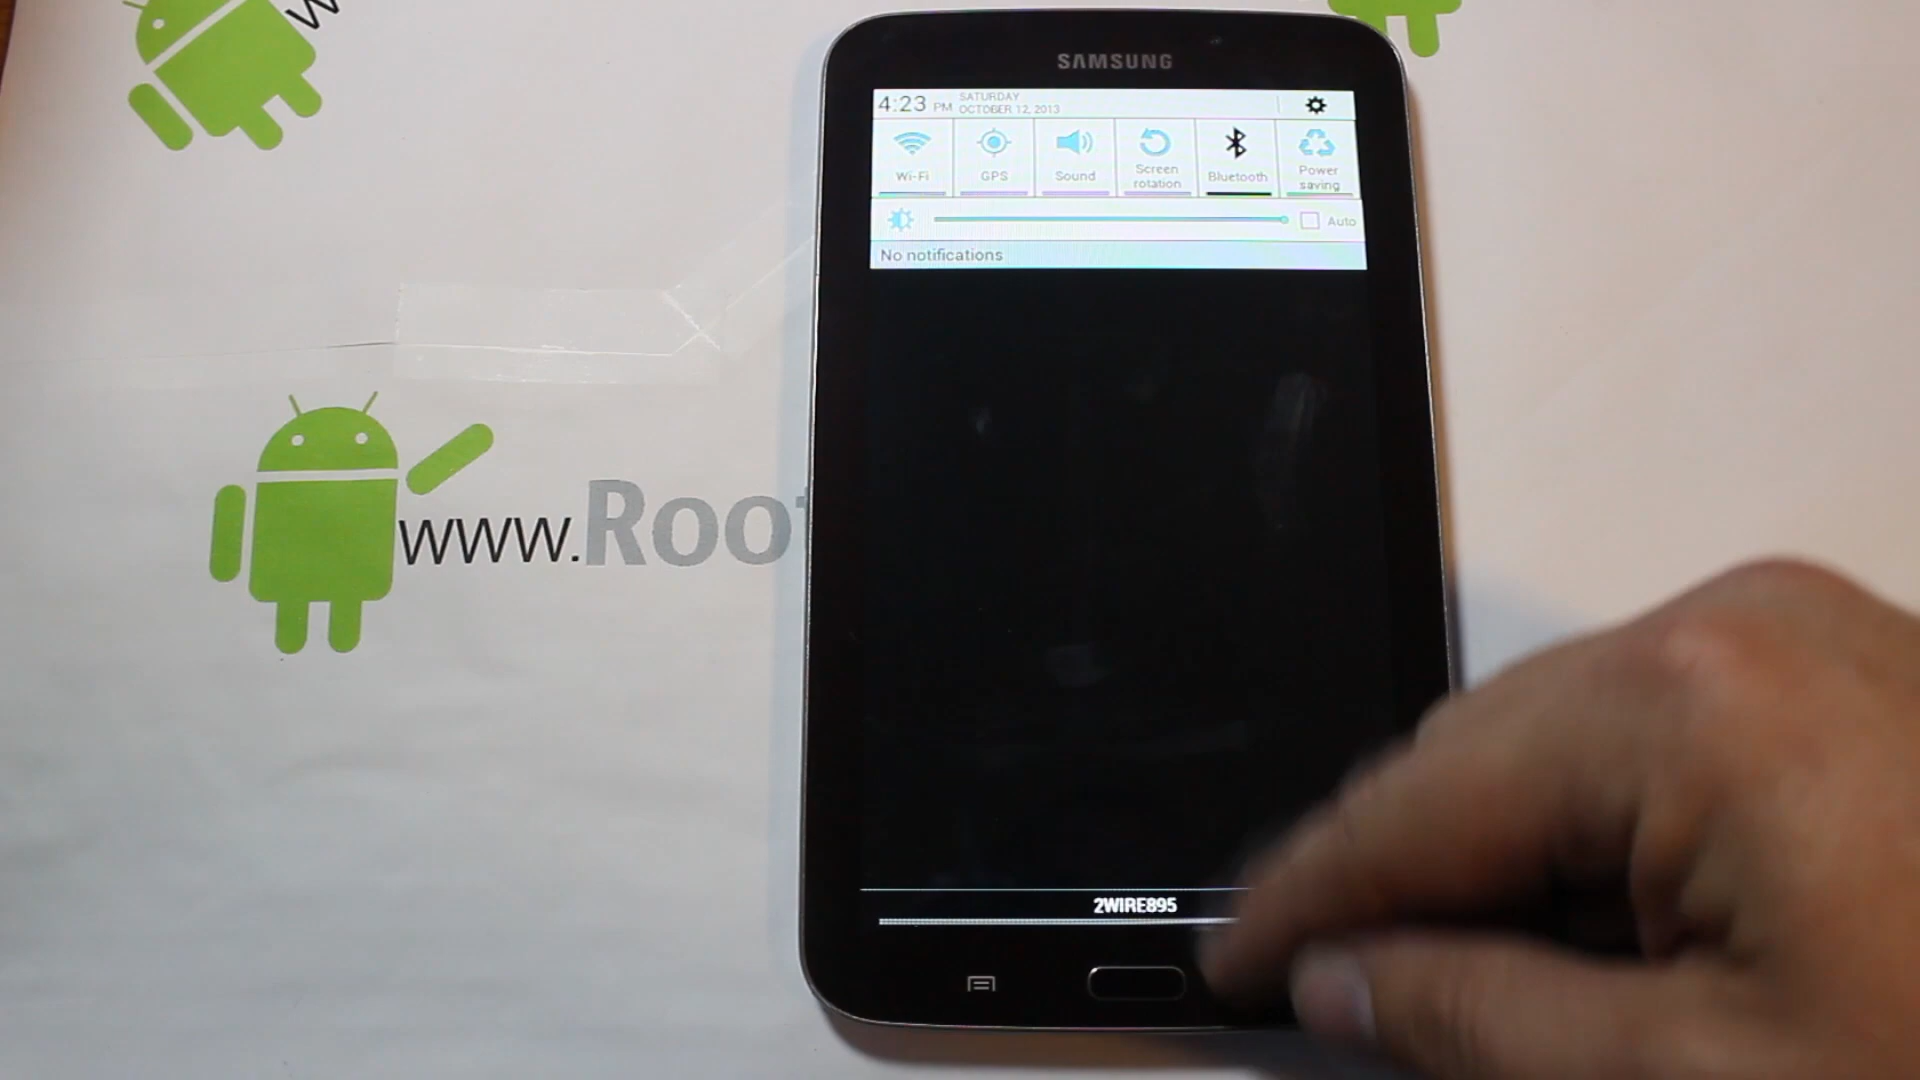 SAMSUNG
4:23 PM SATURDAY
OCTOBER 12, 2013
Wi-Fi
GPS
Sound
Screen rotation
Bluetooth
Power saving
Auto
No notifications
www.Root
2WIRE895